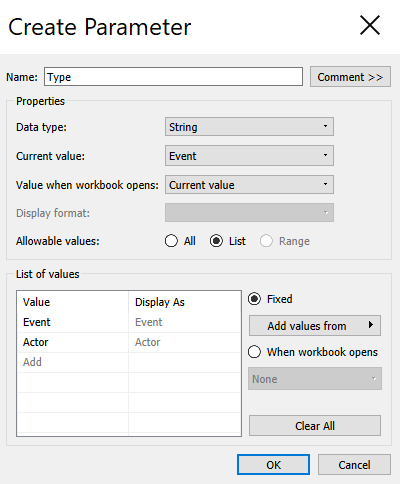 Create Parameter
Name: Type Comment >>
Properties
Data type: String
Current value: Event
Value when workbook opens: Current value
Display format:
Allowable values: All List Range
List of values
Value Display As Fixed
Event Event Add values from
Actor Actor When workbook opens
Add None
Clear All
OK Cancel